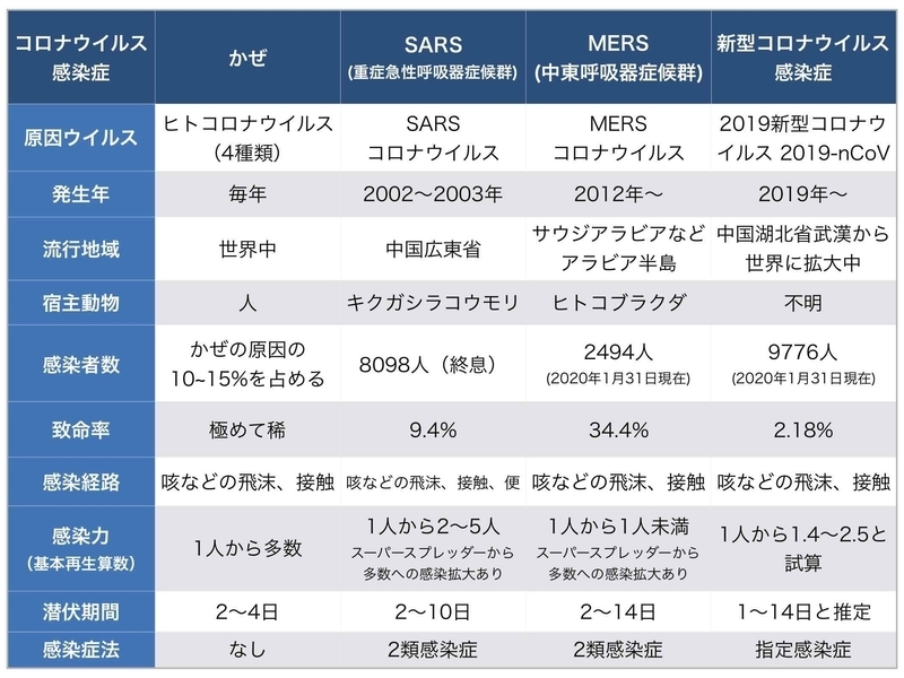 コロナウイルス
感染症
かぜ
SARS
(重症急性呼吸器症候群)
MERS
(中東呼吸器症候群)
新型コロナウイルス
感染症
原因ウイルス
ヒトコロナウイルス
（4種類）
SARS
コロナウイルス
MERS
コロナウイルス
2019新型コロナウ
イルス 2019-nCoV
発生年
毎年
2002〜2003年
2012年〜
2019年〜
流行地域
世界中
中国広東省
サウジアラビアなど
アラビア半島
中国湖北省武漢から
世界に拡大中
宿主動物
人
キクガシラコウモリ
ヒトコブラクダ
不明
感染者数
かぜの原因の
10~15%を占める
8098人（終息）
2494人
(2020年1月31日現在)
9776人
(2020年1月31日現在)
致命率
極めて稀
9.4%
34.4%
2.18%
感染経路
咳などの飛沫、接触
咳などの飛沫、接触、便
咳などの飛沫、接触
咳などの飛沫、接触
感染力
（基本再生算数）
1人から多数
1人から2〜5人
スーパースプレッダーから
多数への感染拡大あり
1人から1人未満
スーパースプレッダーから
多数への感染拡大あり
1人から1.4〜2.5と
試算
潜伏期間
2〜4日
2〜10日
2〜14日
1〜14日と推定
感染症法
なし
2類感染症
2類感染症
指定感染症